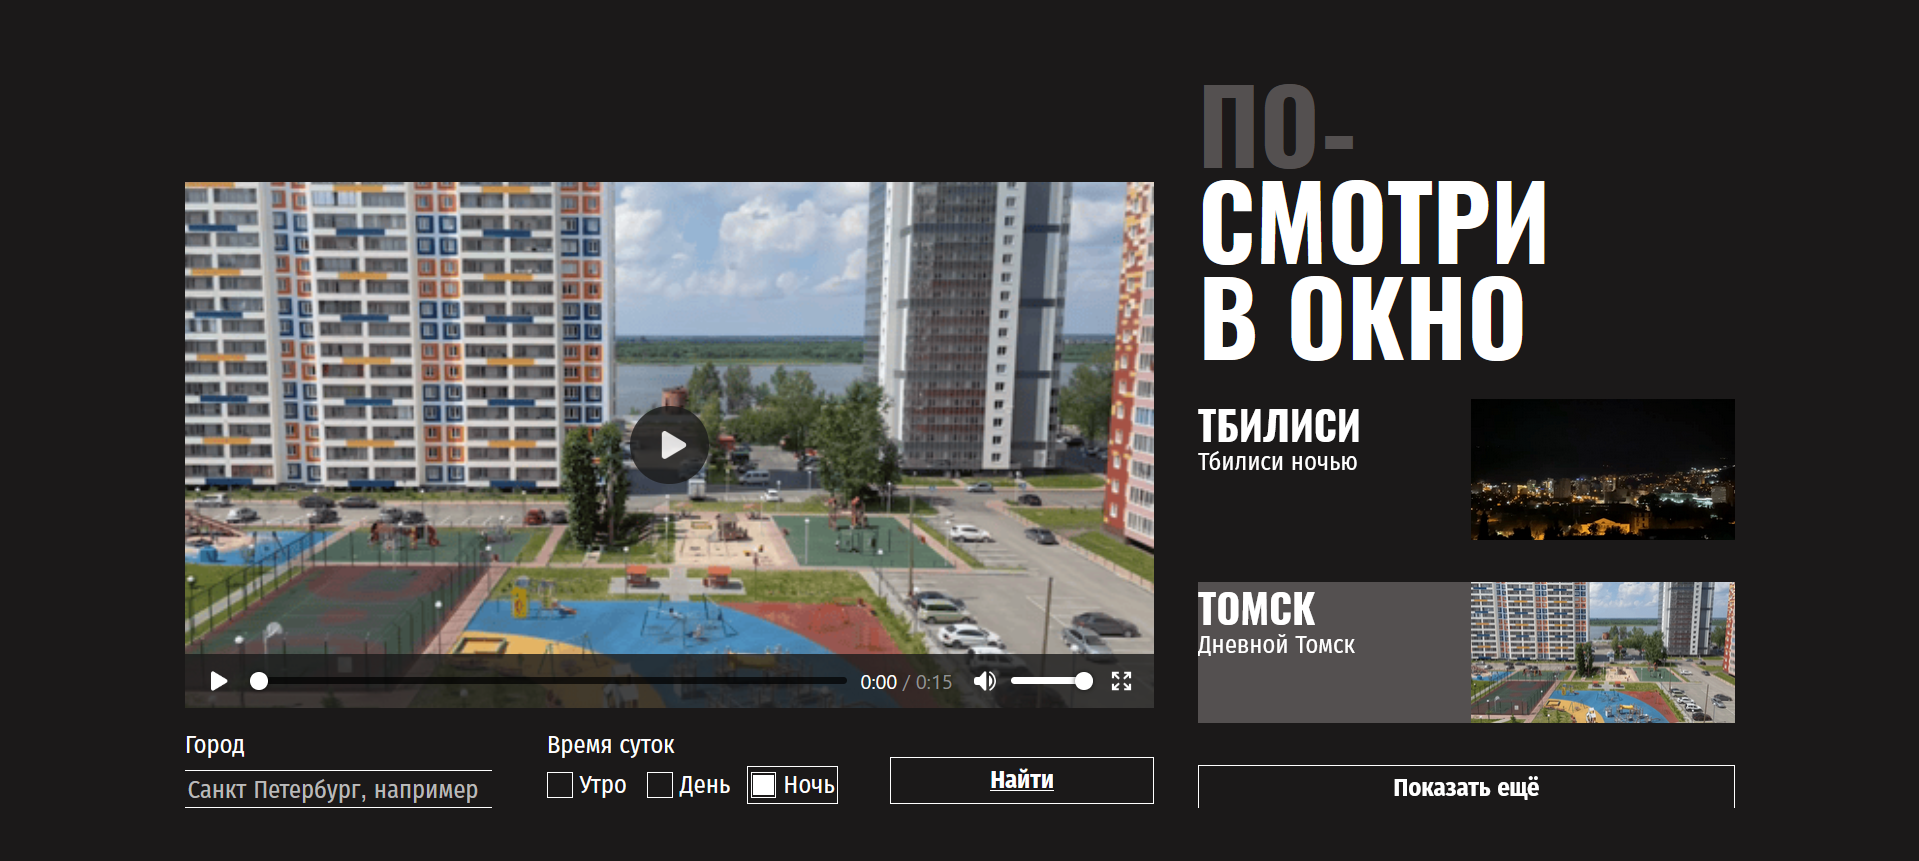 ПО-
СМОТРИ
В ОКНО
ТБИЛИСИ
Тбилиси ночью
ТОМСК
Дневной Томск
0:00 / 0:15
Город
Санкт Петербург, например
Время суток
Утро День Ночь
Найти
Показать ещё